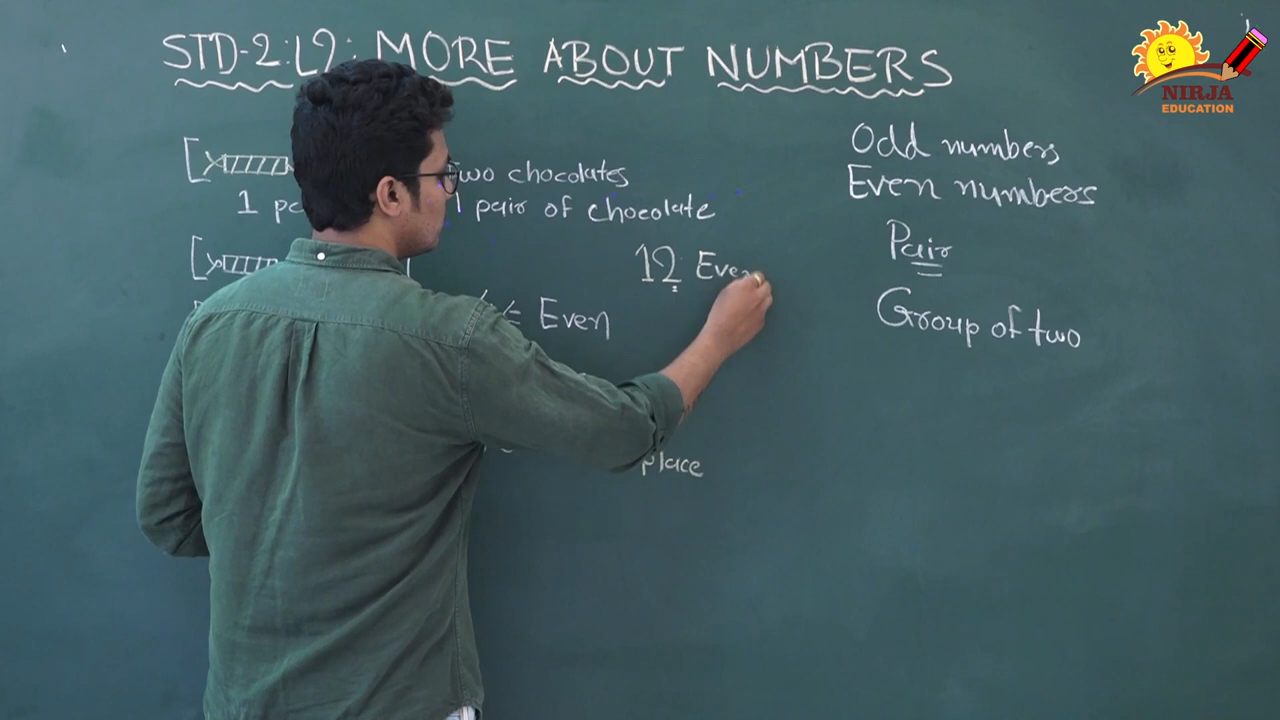 STD-2: L2: MORE ABOUT NUMBERS
two chocolates
1 pair of chocolate
12 Even
Even
place
Odd numbers
Even numbers
Pair
Group of two
NIRJA
EDUCATION